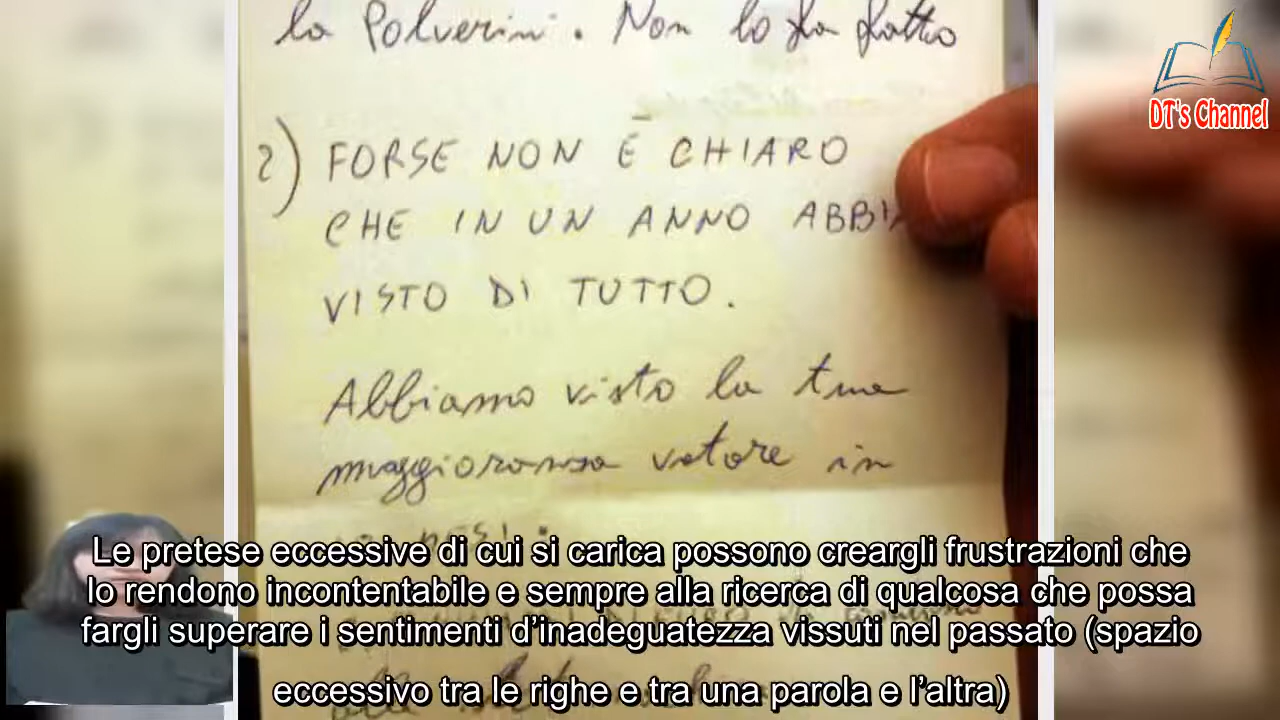 la Polverini. Non lo fa fatto
DT's Channel
2) FORSE NON È CHIARO
CHE IN UN ANNO ABBIA
VISTO DI TUTTO.
Abbiamo visto la tua
maggioranza votare in
Le pretese eccessive di cui si carica possono creargli frustrazioni che
lo rendono incontentabile e sempre alla ricerca di qualcosa che possa
fargli superare i sentimenti d'inadeguatezza vissuti nel passato (spazio
eccessivo tra le righe e tra una parola e l'altra)